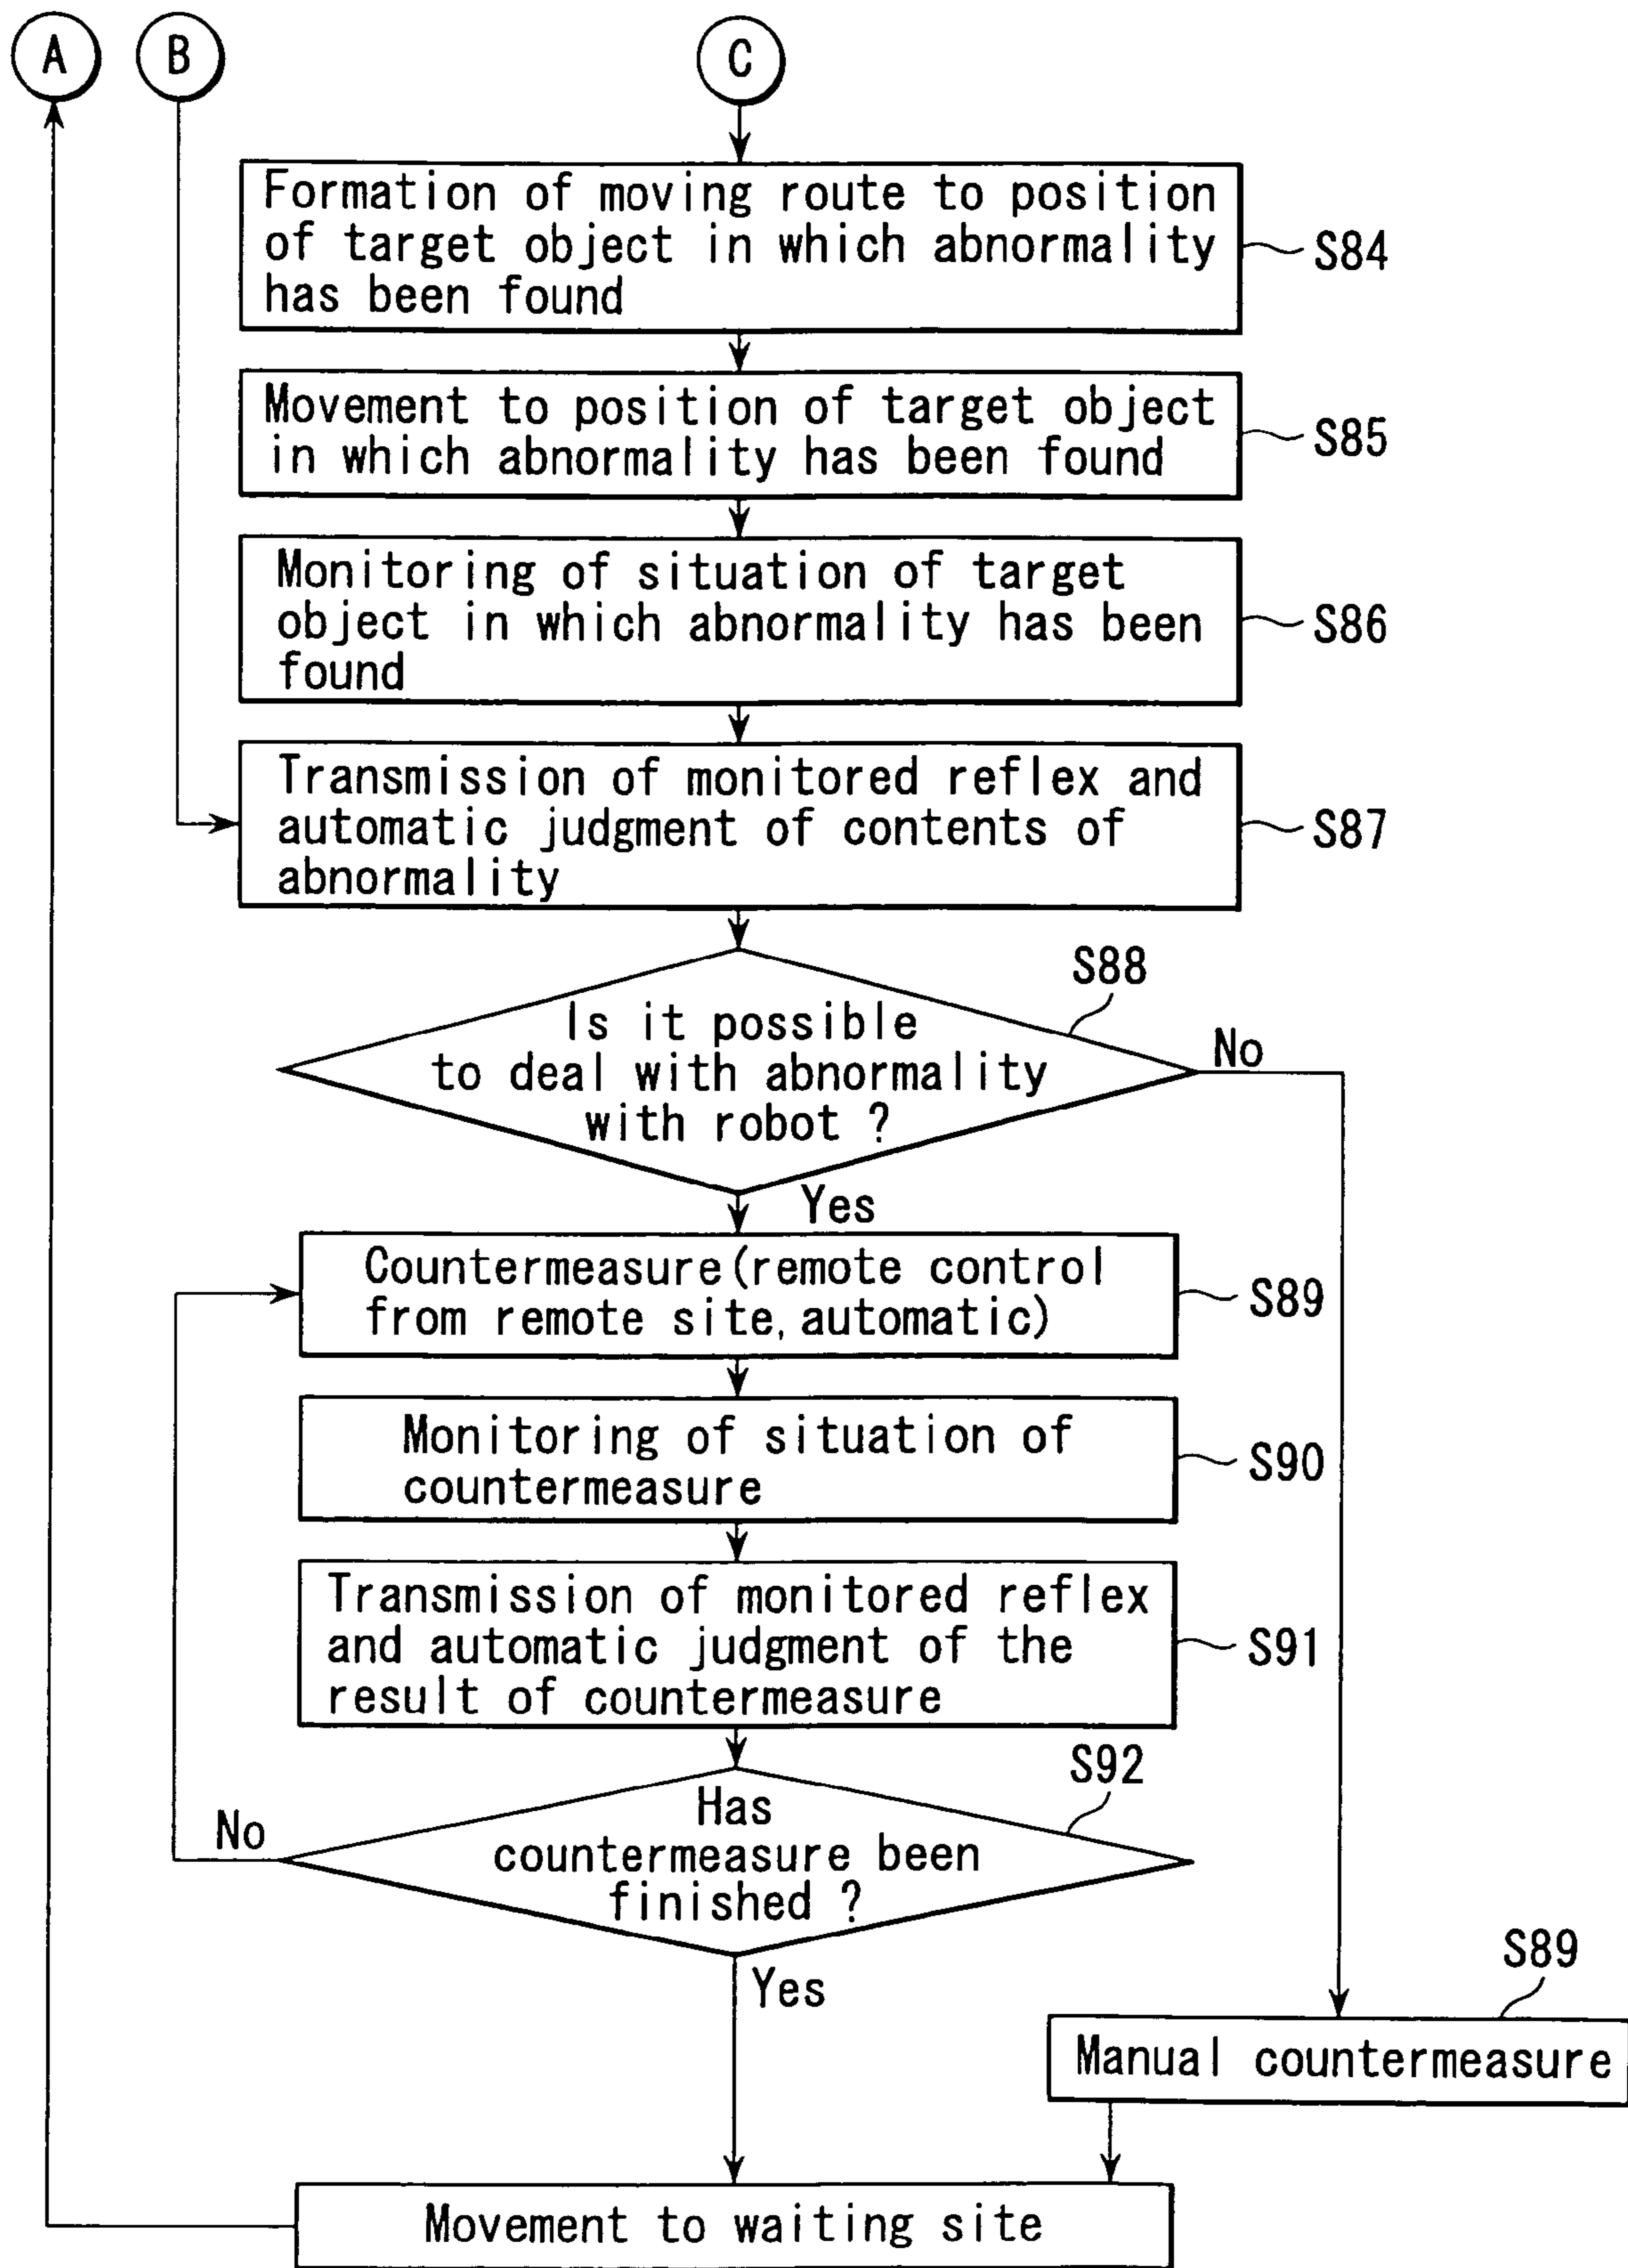 A
B
C
Formation of moving route to position
of target object in which abnormality
has been found
S84
Movement to position of target object
in which abnormality has been found
S85
Monitoring of situation of target
object in which abnormality has been
found
S86
Transmission of monitored reflex and
automatic judgment of contents of
abnormality
S87
S88
Is it possible
to deal with abnormality
with robot ?
No
Yes
Countermeasure(remote control
from remote site, automatic)
S89
Monitoring of situation of
countermeasure
S90
Transmission of monitored reflex
and automatic judgment of the
result of countermeasure
S91
S92
Has
countermeasure been
finished ?
No
Yes
S89
Manual countermeasure
Movement to waiting site